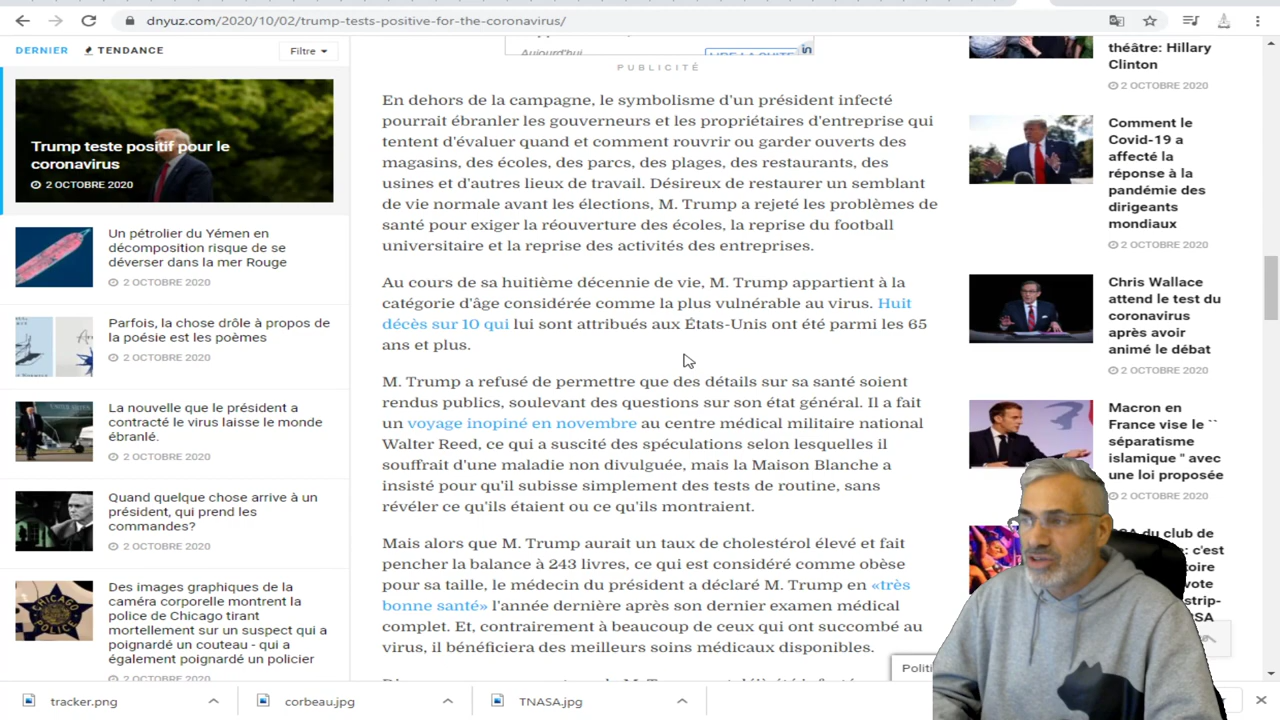 dnyuz.com/2020/10/02/trump-tests-positive-for-the-coronavirus/
DERNIER
TENDANCE
Filtre
Trump teste positif pour le
coronavirus
2 OCTOBRE 2020
Un pétrolier du Yémen en
décomposition risque de se
déverser dans la mer Rouge
2 OCTOBRE 2020
Parfois, la chose drôle à propos de
la poésie est les poèmes
2 OCTOBRE 2020
La nouvelle que le président a
contracté le virus laisse le monde
ébranlé.
2 OCTOBRE 2020
Quand quelque chose arrive à un
président, qui prend les
commandes?
2 OCTOBRE 2020
Des images graphiques de la
caméra corporelle montrent la
police de Chicago tirant
mortellement sur un suspect qui a
poignardé un couteau - qui a
également poignardé un policier
2 OCTOBRE 2020
CHICAGO
POLICE
Aujourd'hui
LIRE LA SUITE
in
PUBLICITÉ
En dehors de la campagne, le symbolisme d'un président infecté
pourrait ébranler les gouverneurs et les propriétaires d'entreprise qui
tentent d'évaluer quand et comment rouvrir ou garder ouverts des
magasins, des écoles, des parcs, des plages, des restaurants, des
usines et d'autres lieux de travail. Désireux de restaurer un semblant
de vie normale avant les élections, M. Trump a rejeté les problèmes de
santé pour exiger la réouverture des écoles, la reprise du football
universitaire et la reprise des activités des entreprises.
Au cours de sa huitième décennie de vie, M. Trump appartient à la
catégorie d'âge considérée comme la plus vulnérable au virus. Huit
décès sur 10 qui lui sont attribués aux États-Unis ont été parmi les 65
ans et plus.
M. Trump a refusé de permettre que des détails sur sa santé soient
rendus publics, soulevant des questions sur son état général. Il a fait
un voyage inopiné en novembre au centre médical militaire national
Walter Reed, ce qui a suscité des spéculations selon lesquelles il
souffrait d'une maladie non divulguée, mais la Maison Blanche a
insisté pour qu'il subisse simplement des tests de routine, sans
révéler ce qu'ils étaient ou ce qu'ils montraient.
Mais alors que M. Trump aurait un taux de cholestérol élevé et fait
pencher la balance à 243 livres, ce qui est considéré comme obèse
pour sa taille, le médecin du président a déclaré M. Trump en «très
bonne santé» l'année dernière après son dernier examen médical
complet. Et, contrairement à beaucoup de ceux qui ont succombé au
virus, il bénéficiera des meilleurs soins médicaux disponibles.
théâtre: Hillary
Clinton
2 OCTOBRE 2020
Comment le
Covid-19 a
affecté la
réponse à la
pandémie des
dirigeants
mondiaux
2 OCTOBRE 2020
Chris Wallace
attend le test du
coronavirus
après avoir
animé le débat
2 OCTOBRE 2020
Macron en
France vise le ``
séparatisme
islamique '' avec
une loi proposée
2 OCTOBRE 2020
du club de
c'est
vote
strip-
Politi
tracker.png
corbeau.jpg
TNASA.jpg